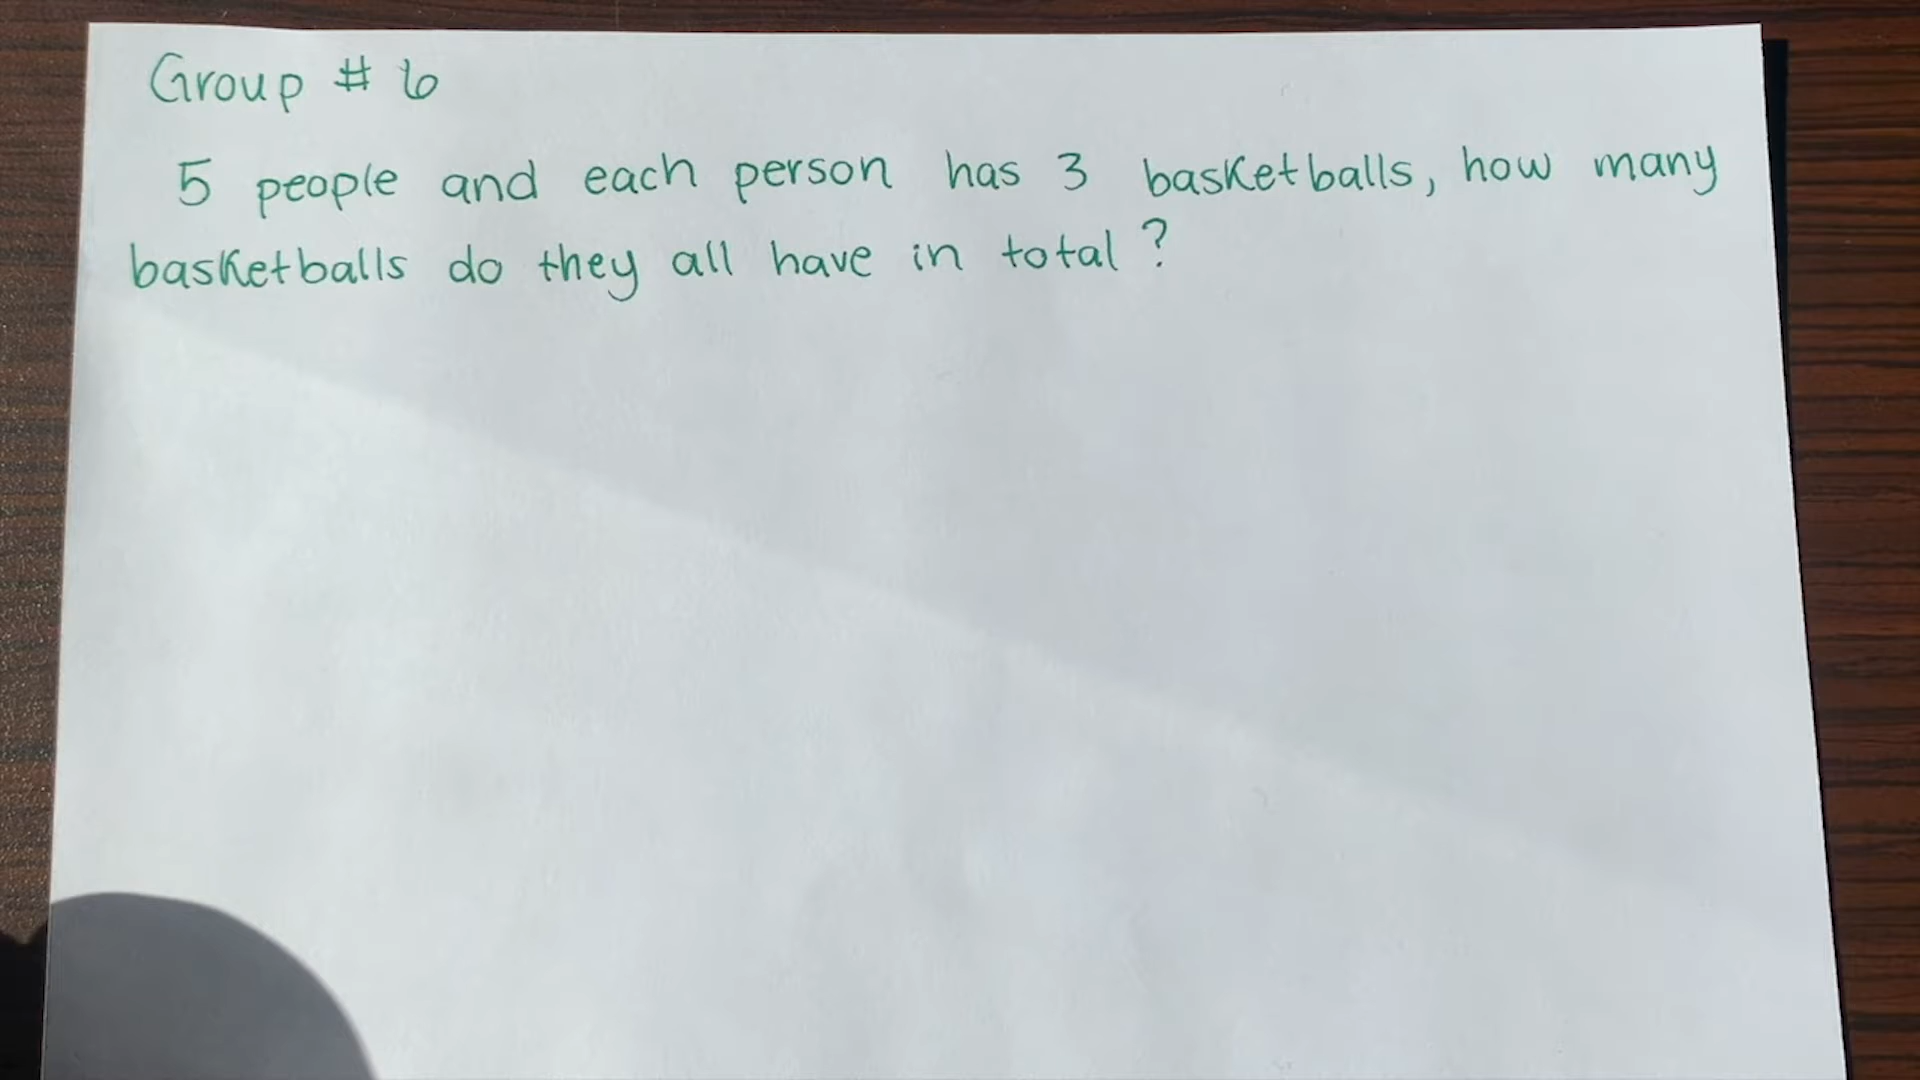 Group # 6
5 people and each person has 3 basketballs, how many
basketballs do they all have in total ?